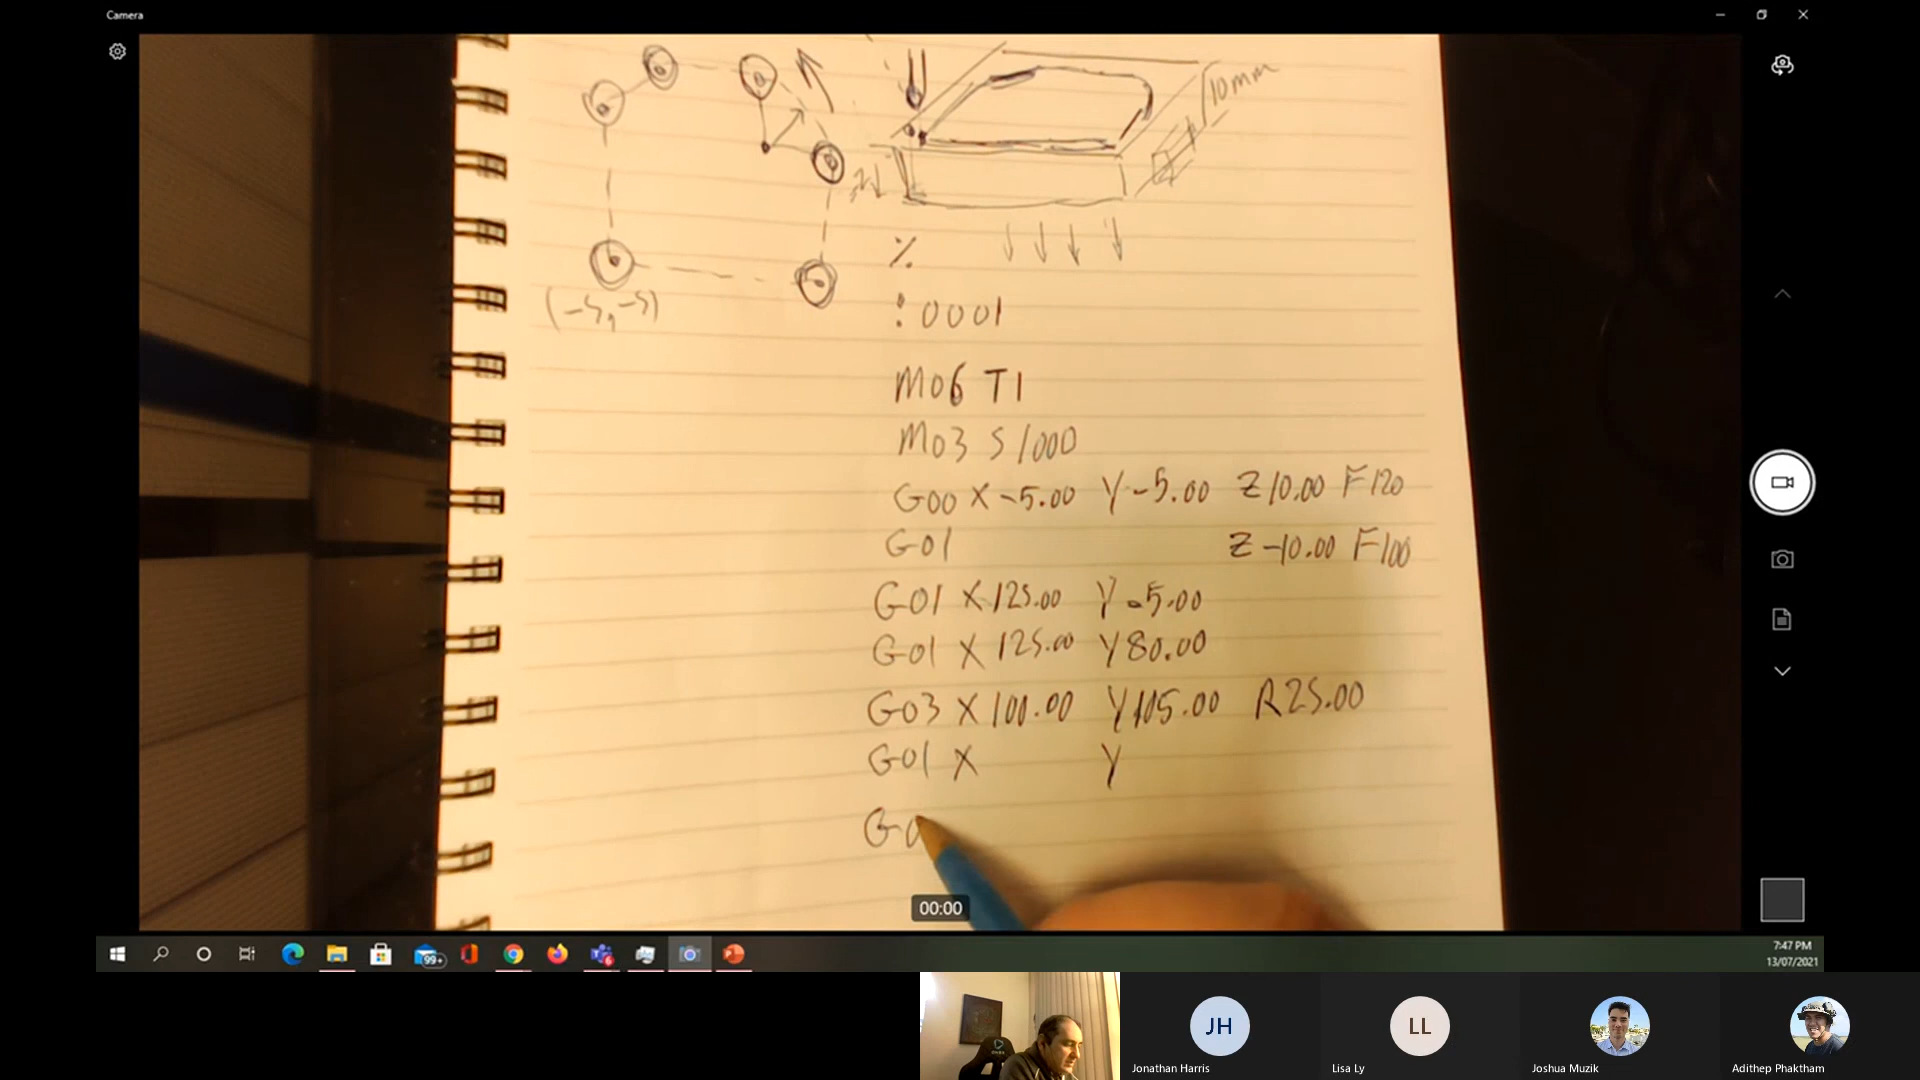 Camera
10mm
(-5,-5)
%
:0001
M06 T1
M03 S1000
G00 X-5.00 Y-5.00 Z10.00 F120
G01 Z-10.00 F100
G01 X125.00 Y-5.00
G01 X125.00 Y80.00
G03 X100.00 Y105.00 R25.00
G01 X Y
G0
00:00
99+
7:47 PM
13/07/2021
JH
LL
Jonathan Harris
Lisa Ly
Joshua Muzik
Adithep Phaktham